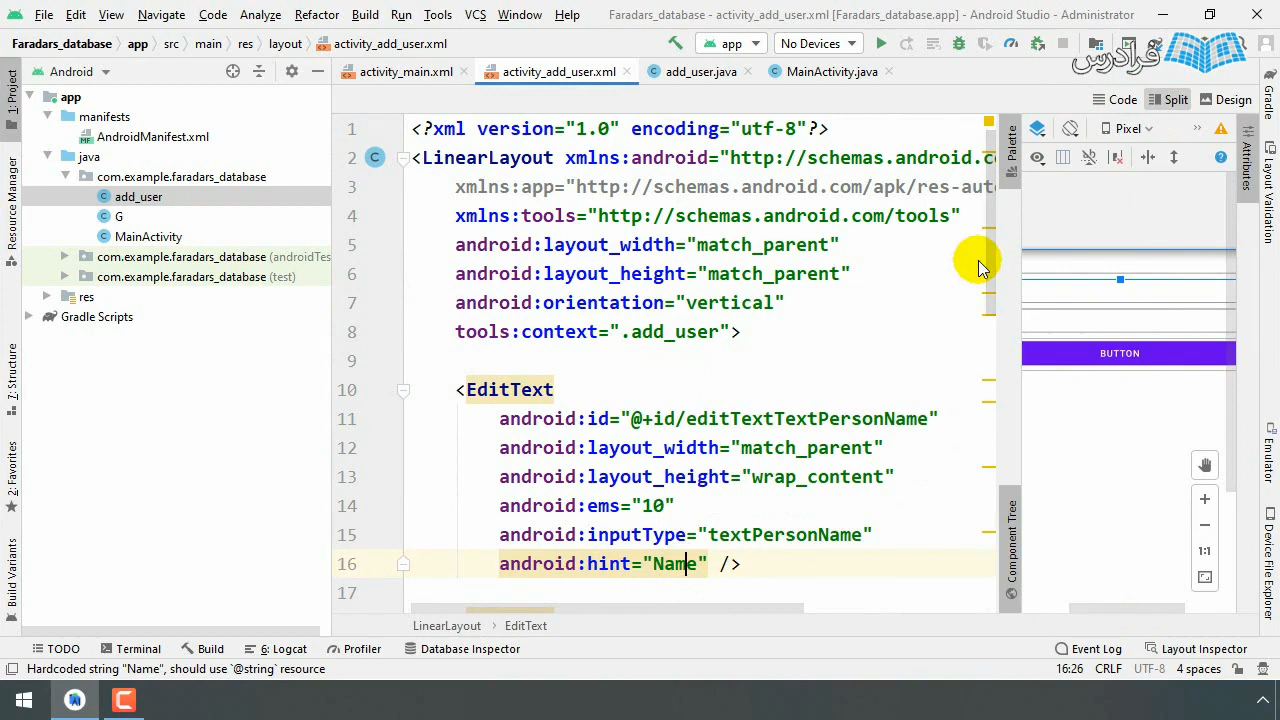 File Edit View Navigate Code Analyze Refactor Build Run Tools VCS Window Help Faradars_database - activity_add_user.xml [Faradars_database.app] - Android Studio - Administrator
Faradars_database app src main res layout activity_add_user.xml app No Devices
فرادرس
Android activity_main.xml activity_add_user.xml add_user.java MainActivity.java
Code Split Design
app
manifests
AndroidManifest.xml
java
com.example.faradars_database
add_user
G
MainActivity
com.example.faradars_database (androidTes
com.example.faradars_database (test)
res
Gradle Scripts
1: Project
Resource Manager
7: Structure
2: Favorites
Build Variants
1 <?xml version="1.0" encoding="utf-8"?>
2 <LinearLayout xmlns:android="http://schemas.android.co
3 xmlns:app="http://schemas.android.com/apk/res-auto
4 xmlns:tools="http://schemas.android.com/tools"
5 android:layout_width="match_parent"
6 android:layout_height="match_parent"
7 android:orientation="vertical"
8 tools:context=".add_user">
9
10 <EditText
11 android:id="@+id/editTextTextPersonName"
12 android:layout_width="match_parent"
13 android:layout_height="wrap_content"
14 android:ems="10"
15 android:inputType="textPersonName"
16 android:hint="Name" />
17
LinearLayout EditText
Palette
Component Tree
Pixel
BUTTON
1:1
Attributes
Gradle
Layout Validation
Emulator
Device File Explorer
TODO Terminal Build 6: Logcat Profiler Database Inspector Event Log Layout Inspector
Hardcoded string "Name", should use `@string` resource 16:26 CRLF UTF-8 4 spaces